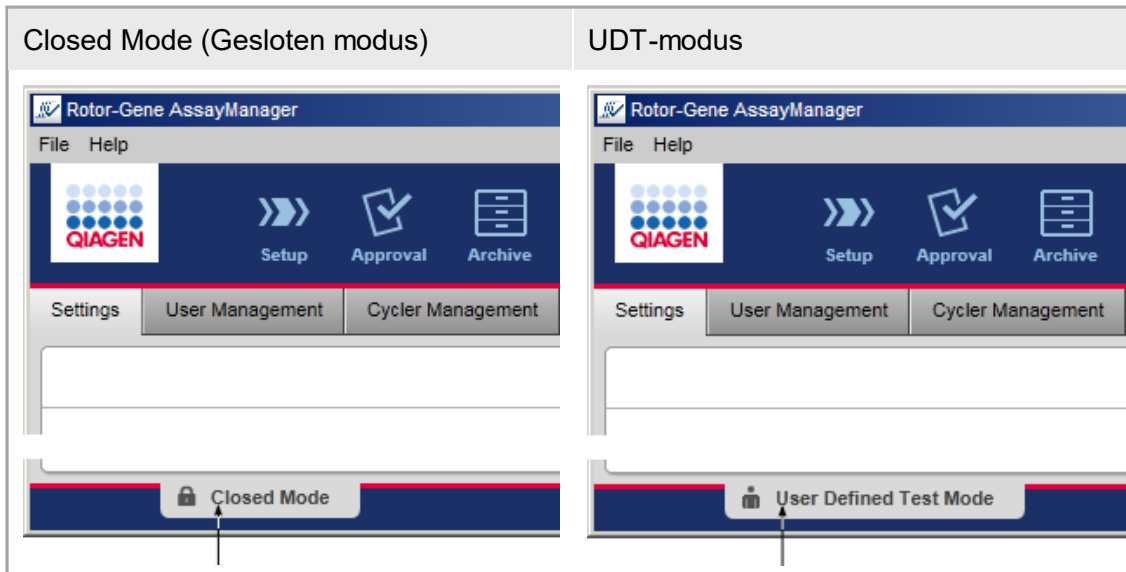 Closed Mode (Gesloten modus)
UDT-modus
Rotor-Gene AssayManager
File Help
QIAGEN
Setup Approval Archive
Settings User Management Cycler Management
Closed Mode
Rotor-Gene AssayManager
File Help
QIAGEN
Setup Approval Archive
Settings User Management Cycler Management
User Defined Test Mode